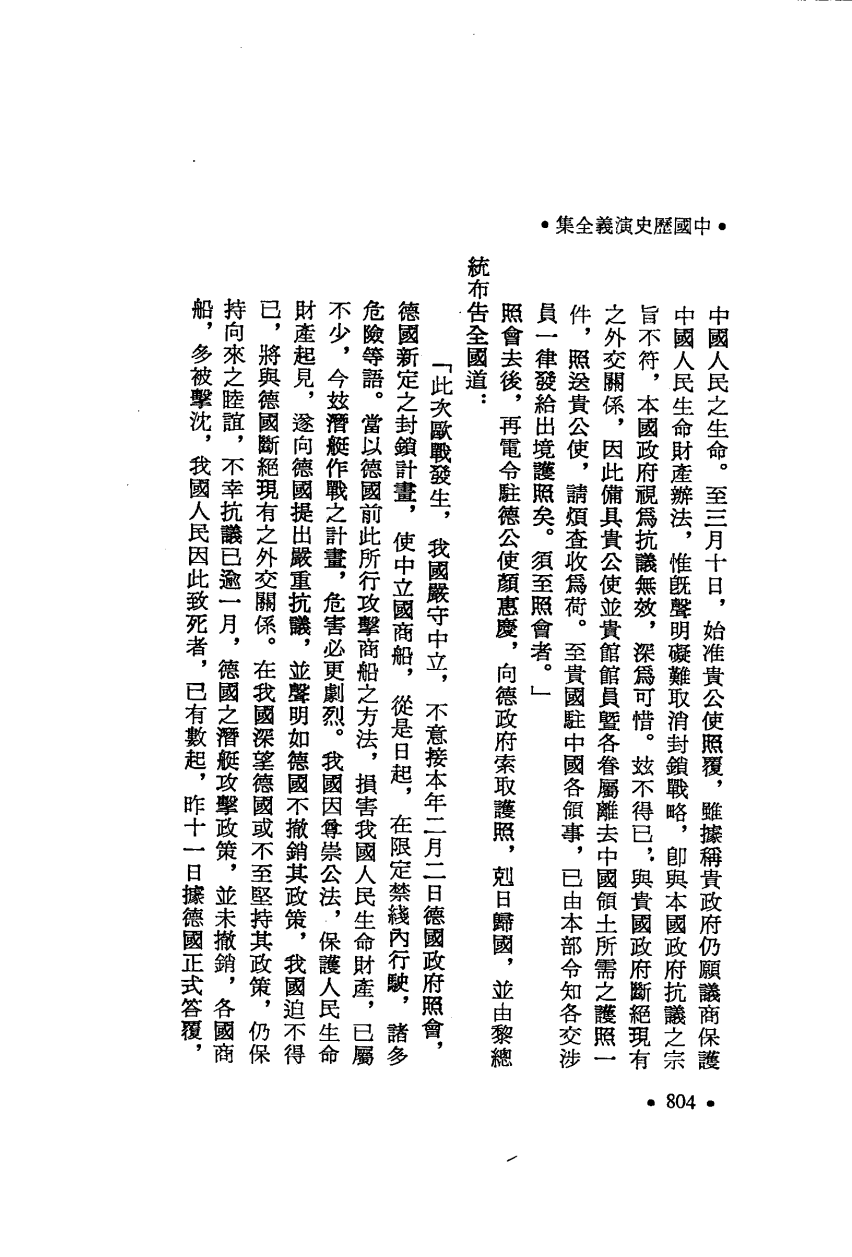 •中國歷史演義全集•
中國人民之生命。至三月十日，始准貴公使照覆，雖據稱貴政府仍願議商保護
中國人民生命財產辦法，惟旣聲明礙難取消封鎖戰略，卽與本國政府抗議之宗
旨不符，本國政府視爲抗議無效，深爲可惜。玆不得已，與貴國政府斷絕現有
之外交關係，因此備具貴公使並貴館館員暨各眷屬離去中國領土所需之護照一
件，照送貴公使，請煩查收爲荷。至貴國駐中國各領事，已由本部令知各交涉
員一律發給出境護照矣。須至照會者。」
照會去後，再電令駐德公使顏惠慶，向德政府索取護照，剋日歸國，並由黎總
統布告全國道：
「此次歐戰發生，我國嚴守中立，不意接本年二月二日德國政府照會，
德國新定之封鎖計畫，使中立國商船，從是日起，在限定禁綫內行駛，諸多
危險等語。當以德國前此所行攻擊商船之方法，損害我國人民生命財產，已屬
不少，今玆潛艇作戰之計畫，危害必更劇烈。我國因尊崇公法，保護人民生命
財產起見，遂向德國提出嚴重抗議，並聲明如德國不撤銷其政策，我國迫不得
已，將與德國斷絕現有之外交關係。在我國深望德國或不至堅持其政策，仍保
持向來之睦誼，不幸抗議已逾一月，德國之潛艇攻擊政策，並未撤銷，各國商
船，多被擊沈，我國人民因此致死者，已有數起，昨十一日據德國正式答覆，
•804•